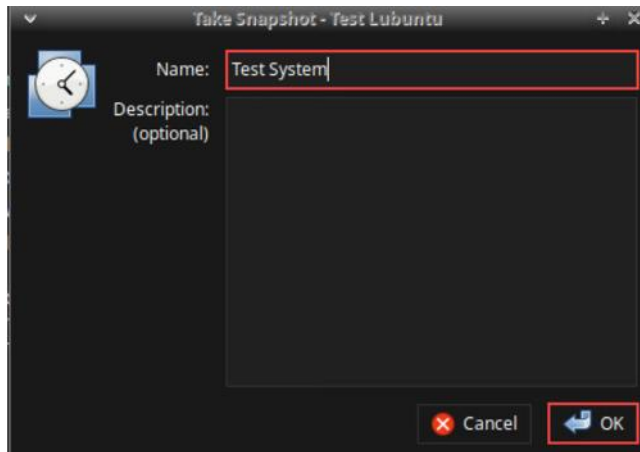 Take Snapshot - Test Lubuntu
Name: Test System
Description:
(optional)
Cancel OK